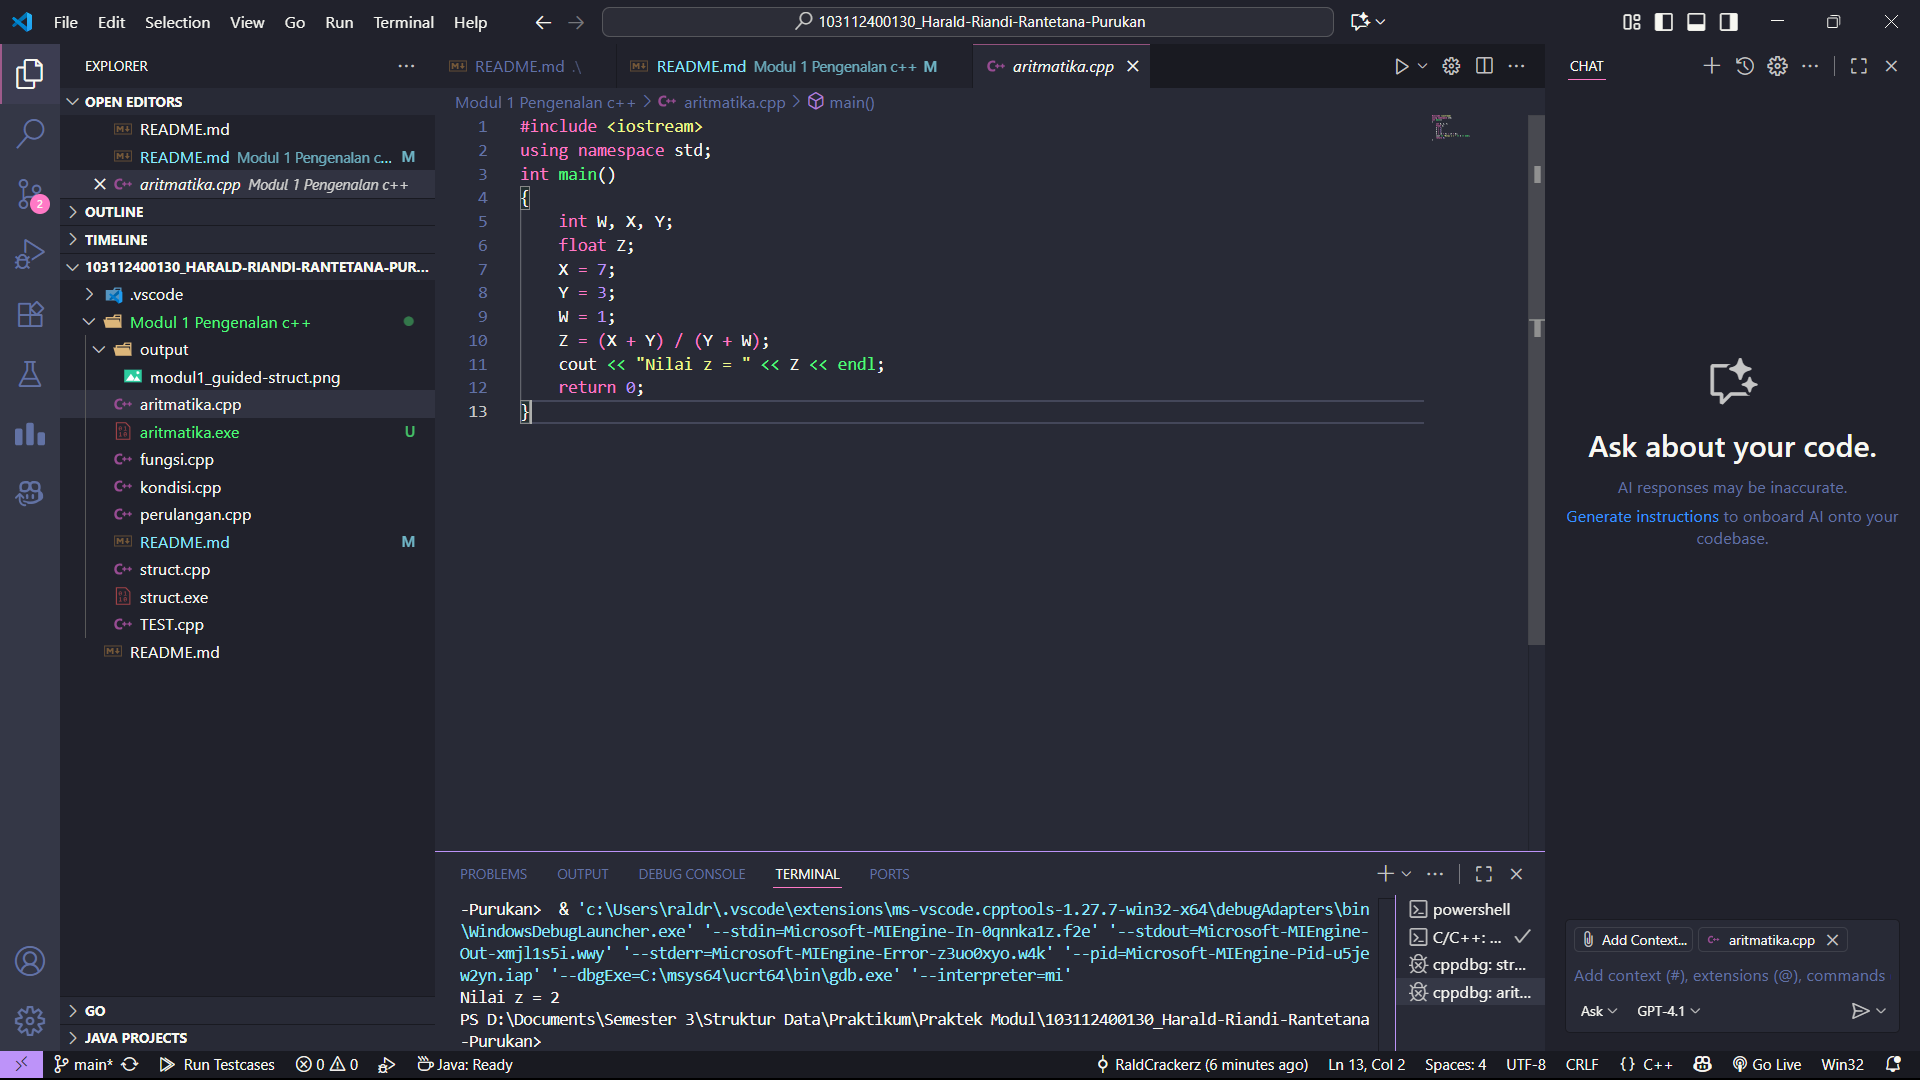 File Edit Selection View Go Run Terminal Help
103112400130_Harald-Riandi-Rantetana-Purukan
EXPLORER
OPEN EDITORS
README.md
README.md Modul 1 Pengenalan c... M
aritmatika.cpp Modul 1 Pengenalan c++
OUTLINE
TIMELINE
103112400130_HARALD-RIANDI-RANTETANA-PUR...
.vscode
Modul 1 Pengenalan c++
output
modul1_guided-struct.png
aritmatika.cpp
aritmatika.exe U
fungsi.cpp
kondisi.cpp
perulangan.cpp
README.md M
struct.cpp
struct.exe
TEST.cpp
README.md
GO
JAVA PROJECTS
2
README.md .\
README.md Modul 1 Pengenalan c++ M
aritmatika.cpp
Modul 1 Pengenalan c++ > aritmatika.cpp > main()
1 #include <iostream>
2 using namespace std;
3 int main()
4 {
5 int W, X, Y;
6 float Z;
7 X = 7;
8 Y = 3;
9 W = 1;
10 Z = (X + Y) / (Y + W);
11 cout << "Nilai z = " << Z << endl;
12 return 0;
13 }
PROBLEMS OUTPUT DEBUG CONSOLE TERMINAL PORTS
-Purukan> & 'c:\Users\raldr\.vscode\extensions\ms-vscode.cpptools-1.27.7-win32-x64\debugAdapters\bin
\WindowsDebugLauncher.exe' '--stdin=Microsoft-MIEngine-In-0qnnka1z.f2e' '--stdout=Microsoft-MIEngine-
Out-xmjl1s5i.wwy' '--stderr=Microsoft-MIEngine-Error-z3uo0xyo.w4k' '--pid=Microsoft-MIEngine-Pid-u5je
w2yn.iap' '--dbgExe=C:\msys64\ucrt64\bin\gdb.exe' '--interpreter=mi'
Nilai z = 2
PS D:\Documents\Semester 3\Struktur Data\Praktikum\Praktek Modul\103112400130_Harald-Riandi-Rantetana
-Purukan>
powershell
C/C++: ...
cppdbg: str...
cppdbg: arit...
CHAT
Ask about your code.
AI responses may be inaccurate.
Generate instructions to onboard AI onto your
codebase.
Add Context... aritmatika.cpp
Add context (#), extensions (@), commands
Ask GPT-4.1
main* Run Testcases 0 0 Java: Ready RaldCrackerz (6 minutes ago) Ln 13, Col 2 Spaces: 4 UTF-8 CRLF {} C++ Go Live Win32